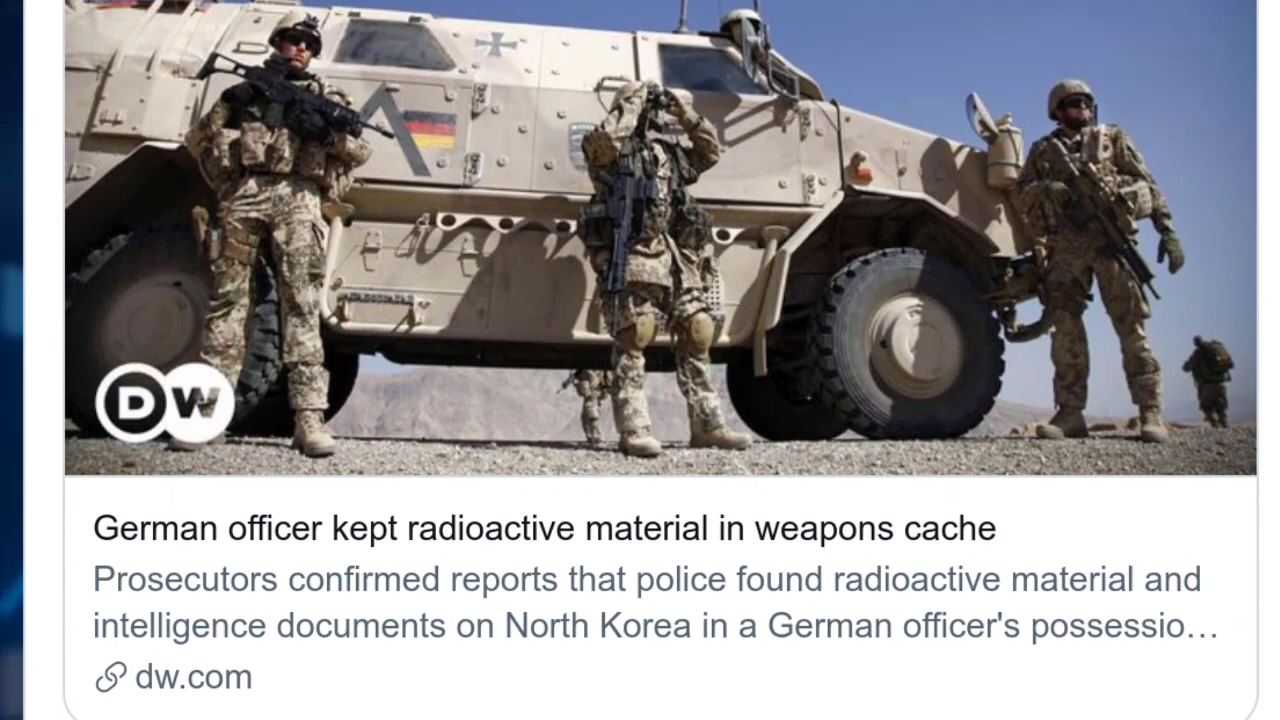 DW
German officer kept radioactive material in weapons cache
Prosecutors confirmed reports that police found radioactive material and
intelligence documents on North Korea in a German officer's possessio…
dw.com